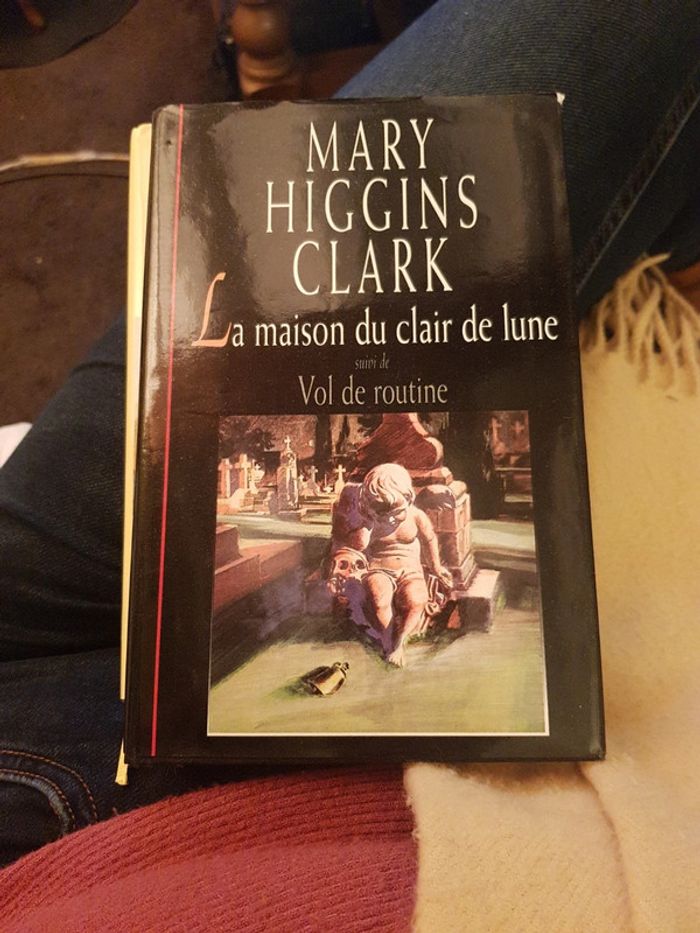 MARY
HIGGINS
CLARK
La maison du clair de lune
suivi de
Vol de routine